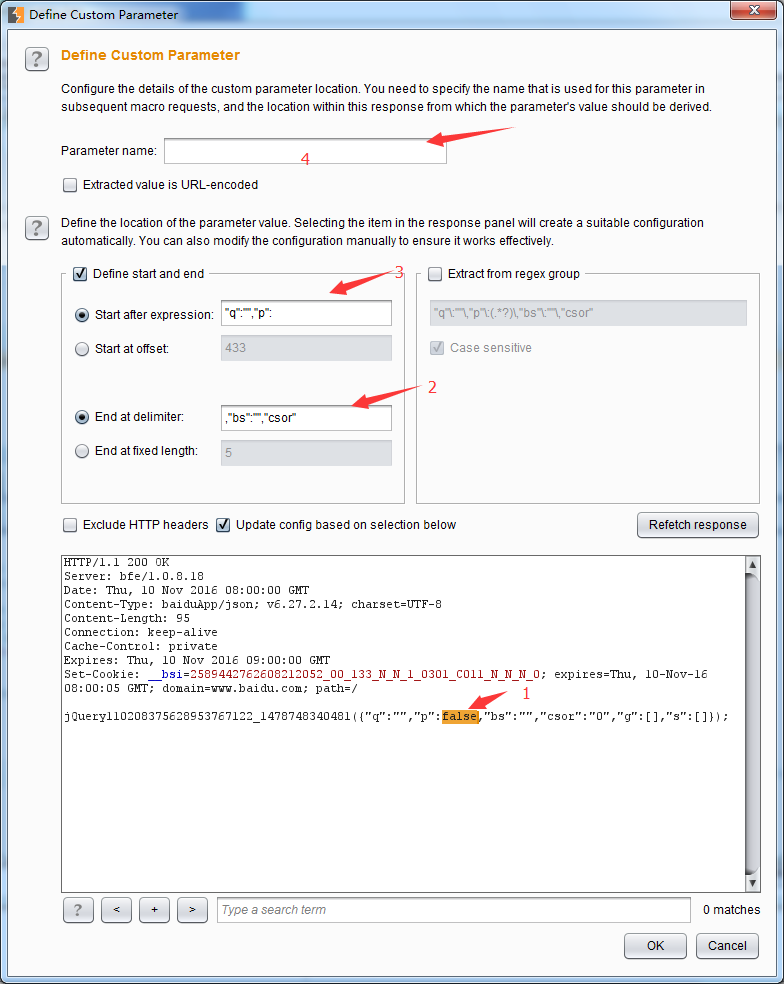 Define Custom Parameter
Define Custom Parameter
Configure the details of the custom parameter location. You need to specify the name that is used for this parameter in
subsequent macro requests, and the location within this response from which the parameter's value should be derived.
Parameter name:
4
Extracted value is URL-encoded
Define the location of the parameter value. Selecting the item in the response panel will create a suitable configuration
automatically. You can also modify the configuration manually to ensure it works effectively.
Define start and end
3
Start after expression: "q":"","p":
Start at offset: 433
2
End at delimiter: ,"bs":"","csor"
End at fixed length: 5
Extract from regex group
"q"\:""\,"p"\:(.*?)\,"bs"\:""\,"csor"
Case sensitive
Exclude HTTP headers Update config based on selection below Refetch response
HTTP/1.1 200 OK
Server: bfe/1.0.8.18
Date: Thu, 10 Nov 2016 08:00:00 GMT
Content-Type: baiduApp/json; v6.27.2.14; charset=UTF-8
Content-Length: 95
Connection: keep-alive
Cache-Control: private
Expires: Thu, 10 Nov 2016 09:00:00 GMT
Set-Cookie: __bsi=2589442762608212052_00_133_N_N_1_0301_C011_N_N_N_0; expires=Thu, 10-Nov-16
08:00:05 GMT; domain=www.baidu.com; path=/
1
jQuery110208375628953767122_1478748340481({"q":"","p":false,"bs":"","csor":"0","g":[],"s":[]});
? < + > Type a search term 0 matches
OK Cancel